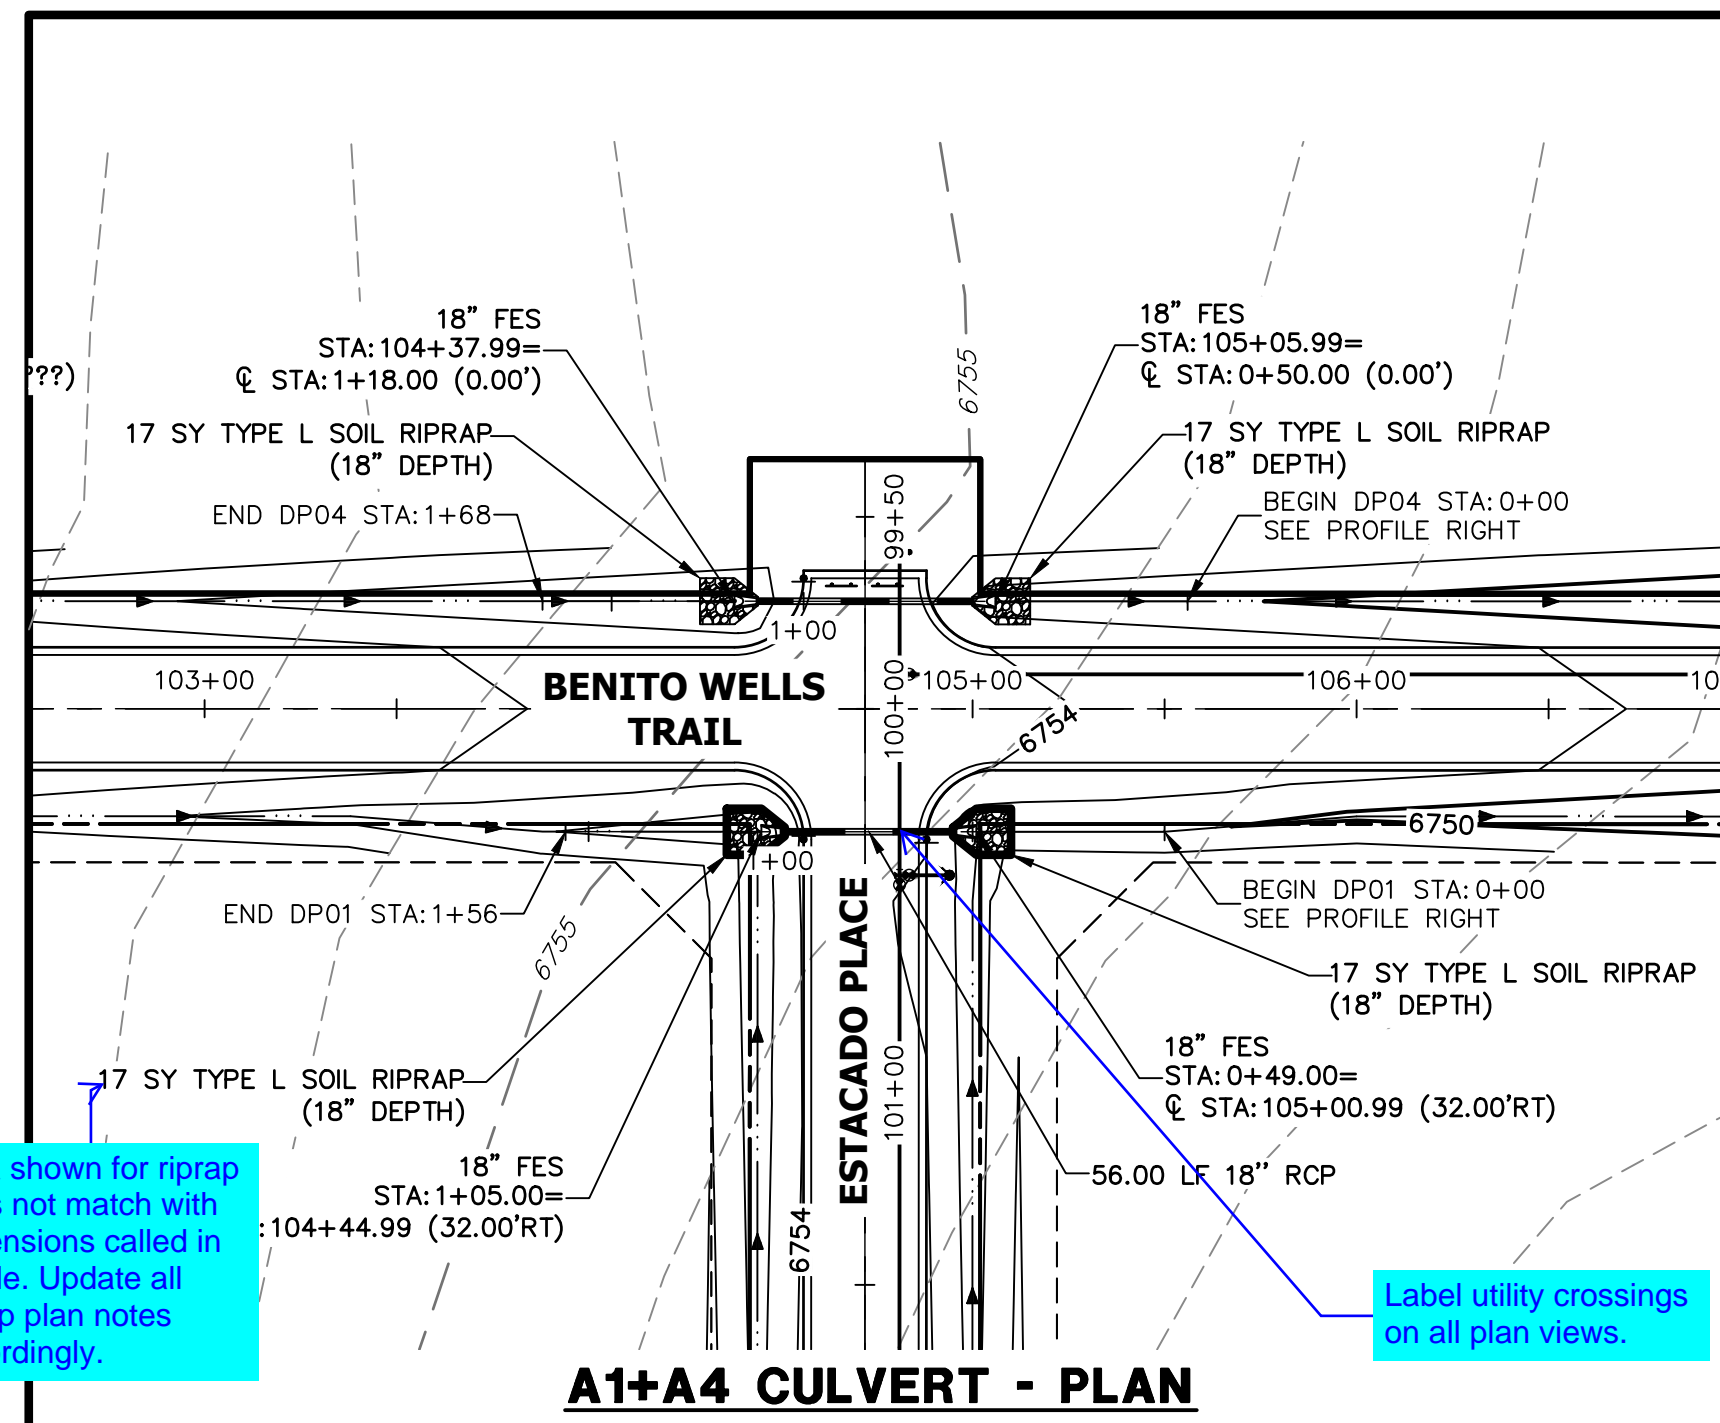 ???)
18” FES
STA:104+37.99=
℄ STA:1+18.00 (0.00')
17 SY TYPE L SOIL RIPRAP
(18” DEPTH)
END DP04 STA:1+68
6755
18” FES
STA:105+05.99=
℄ STA:0+50.00 (0.00')
17 SY TYPE L SOIL RIPRAP
(18” DEPTH)
BEGIN DP04 STA:0+00
SEE PROFILE RIGHT
99+50
1+00
103+00
BENITO WELLS
TRAIL
100+00
105+00
106+00
10
6754
6750
1+00
END DP01 STA:1+56
6755
ESTACADO PLACE
BEGIN DP01 STA:0+00
SEE PROFILE RIGHT
17 SY TYPE L SOIL RIPRAP
(18” DEPTH)
17 SY TYPE L SOIL RIPRAP
(18” DEPTH)
101+00
18” FES
STA:0+49.00=
℄ STA:105+00.99 (32.00'RT)
18” FES
STA:1+05.00=
:104+44.99 (32.00'RT)
56.00 LF 18'' RCP
6754
shown for riprap
not match with
ensions called in
le. Update all
p plan notes
rdingly.
Label utility crossings
on all plan views.
A1+A4 CULVERT - PLAN